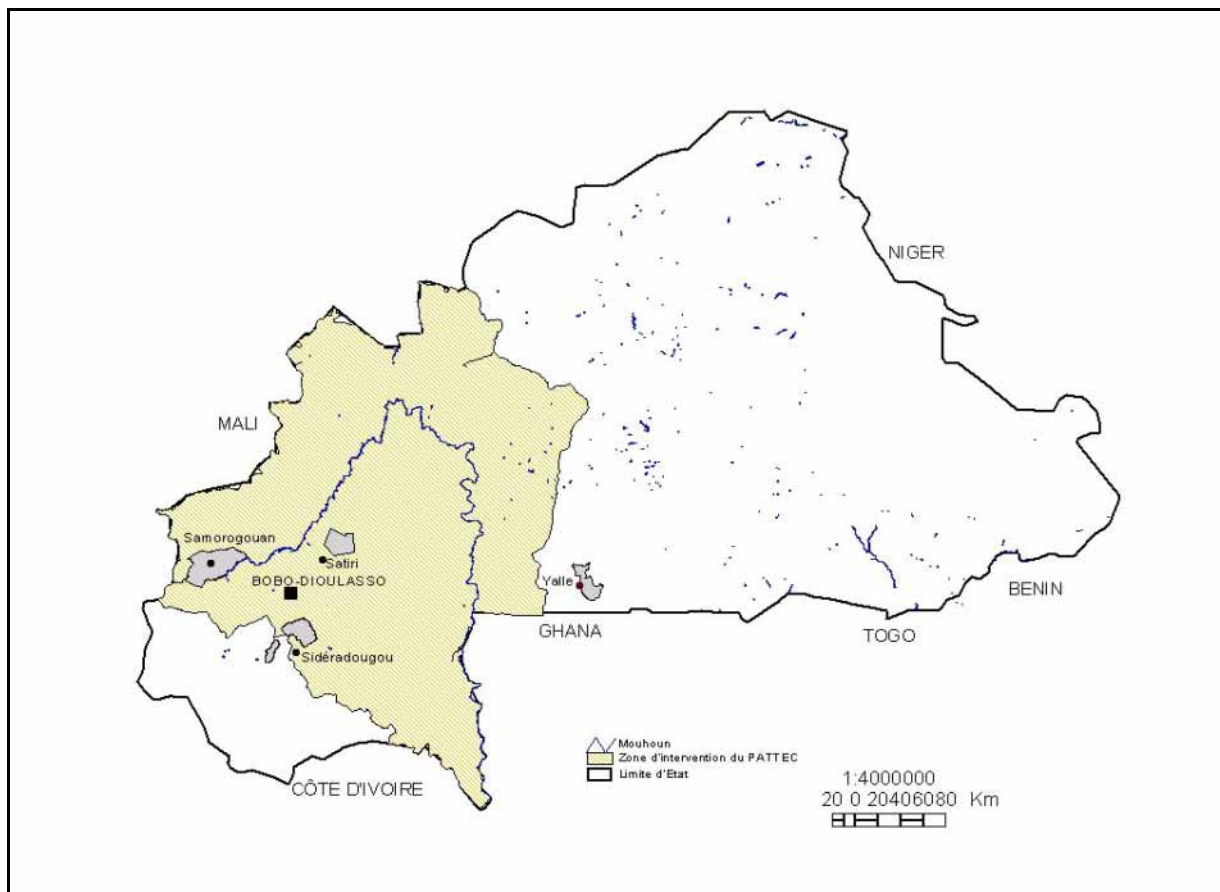 NIGER
MALI
Samorogouan
Satiri
BOBO-DIOULASSO
Yalle
BENIN
GHANA
TOGO
Sidéradougou
Mouhoun
Zone d'intervention du PATTEC
Limite d'Etat
CÔTE D'IVOIRE
1:4000000
20 0 20406080 Km